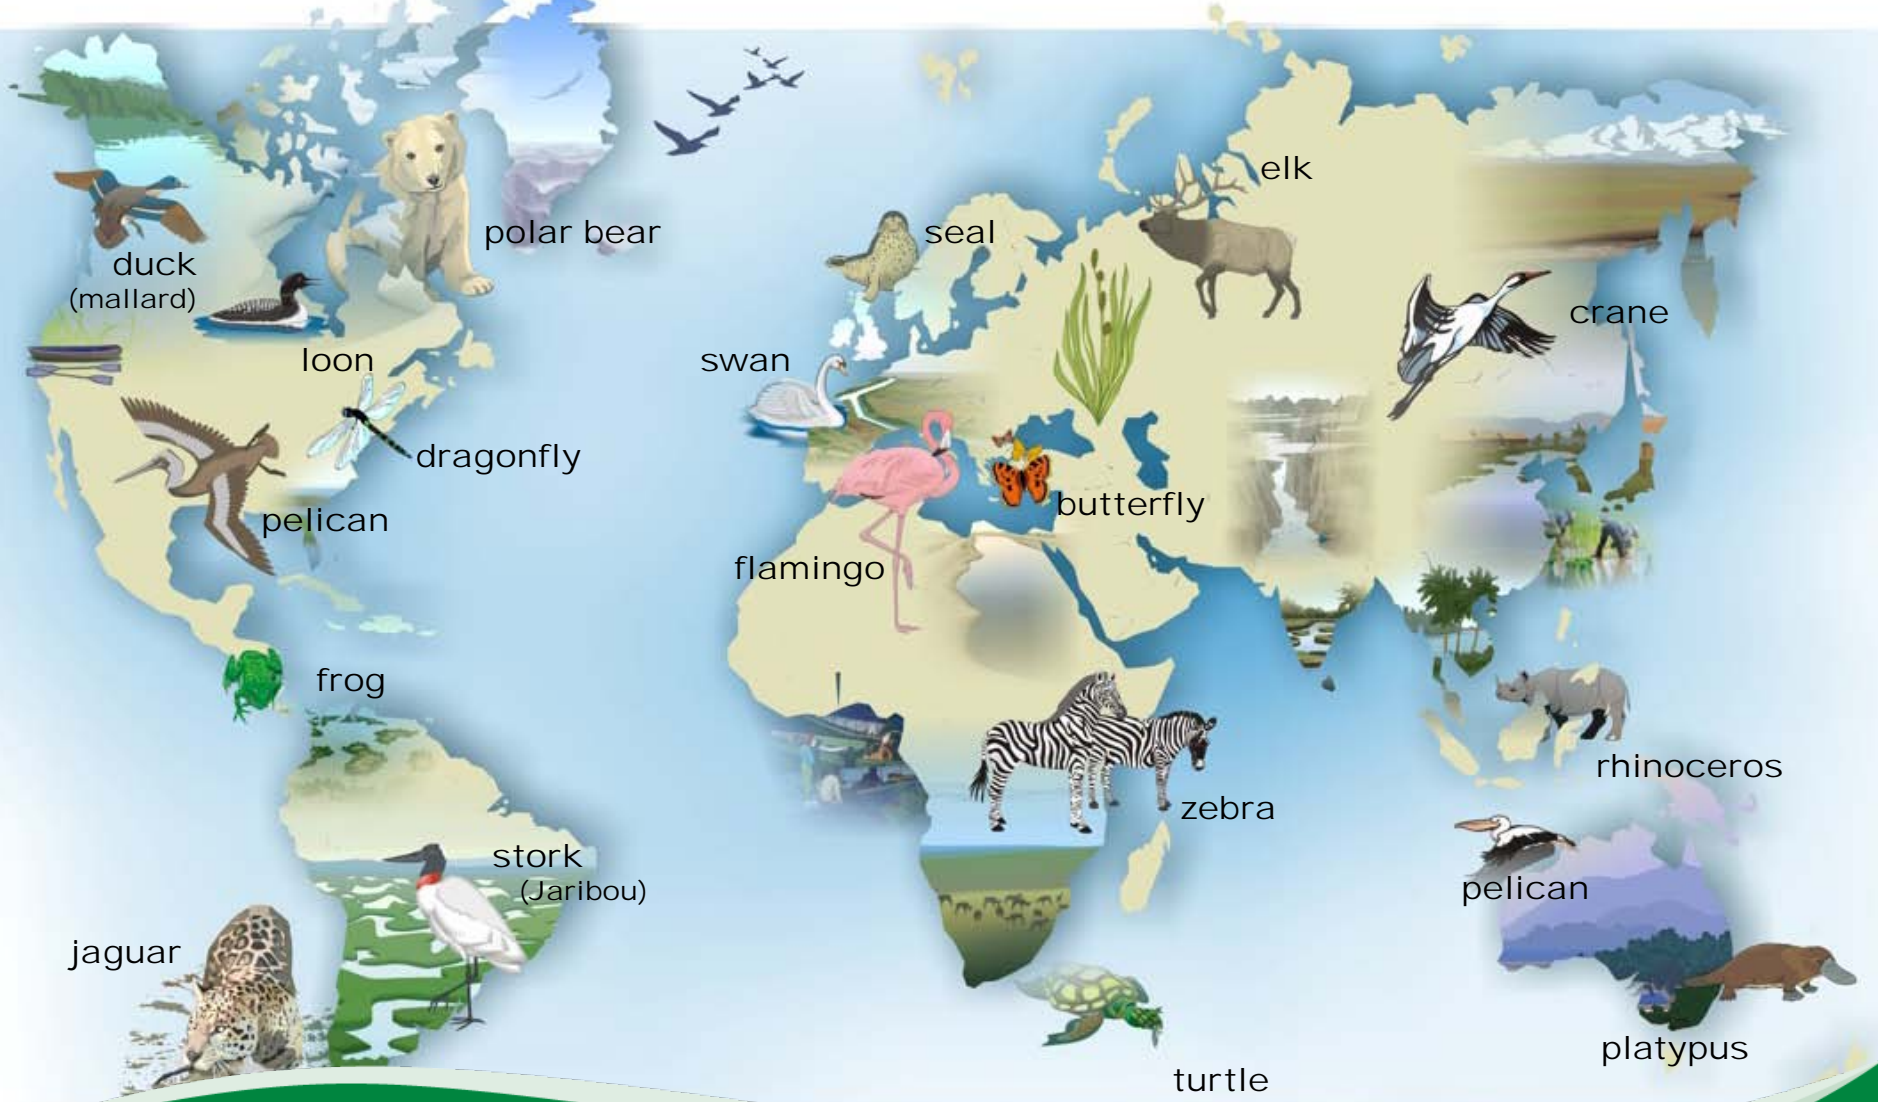 elk
polar bear
seal
duck
(mallard)
crane
loon
swan
dragonfly
butterfly
pelican
flamingo
frog
rhinoceros
zebra
stork
(Jaribou)
pelican
jaguar
platypus
turtle